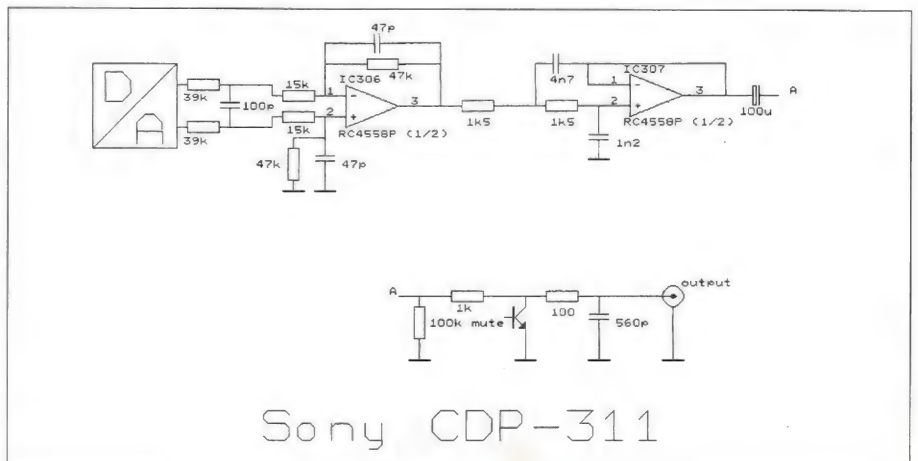 47p
47k
IC306
D
A
39k
39k
100p
15k
15k
1
2
3
RC4558P (1/2)
47k
47p
1k5
1k5
4n7
IC307
1
2
3
RC4558P (1/2)
1n2
100u
A
A
1k
100k
mute
100
560p
output
Sony CDP-311